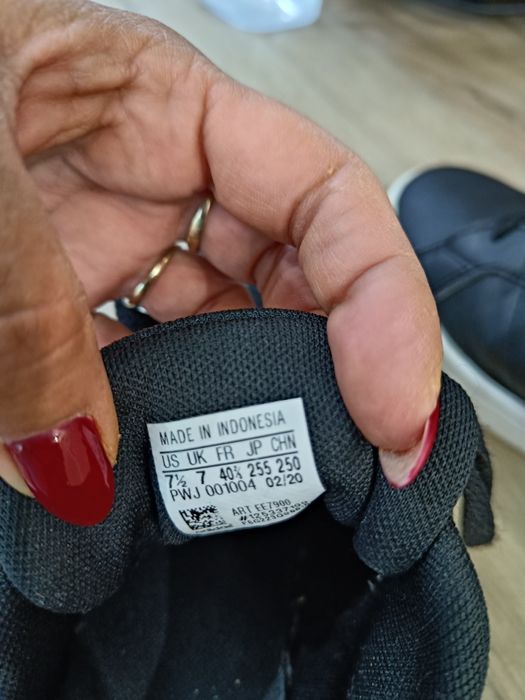 MADE IN INDONESIA
US UK FR JP CHN
7½ 7 40⅔ 255 250
PWJ 001004 02/20
ART EE7900